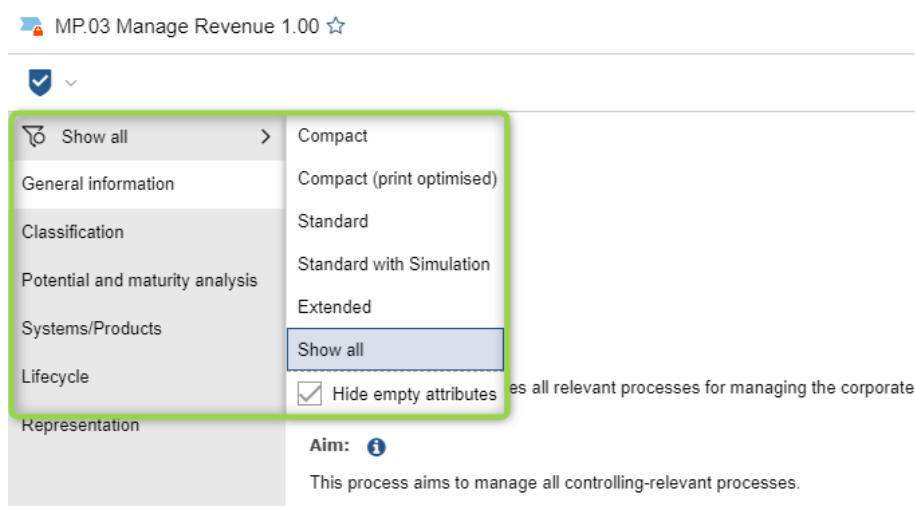 MP.03 Manage Revenue 1.00
Show all
General information
Classification
Potential and maturity analysis
Systems/Products
Lifecycle
Representation
Compact
Compact (print optimised)
Standard
Standard with Simulation
Extended
Show all
Hide empty attributes
all relevant processes for managing the corporate
Aim:
This process aims to manage all controlling-relevant processes.